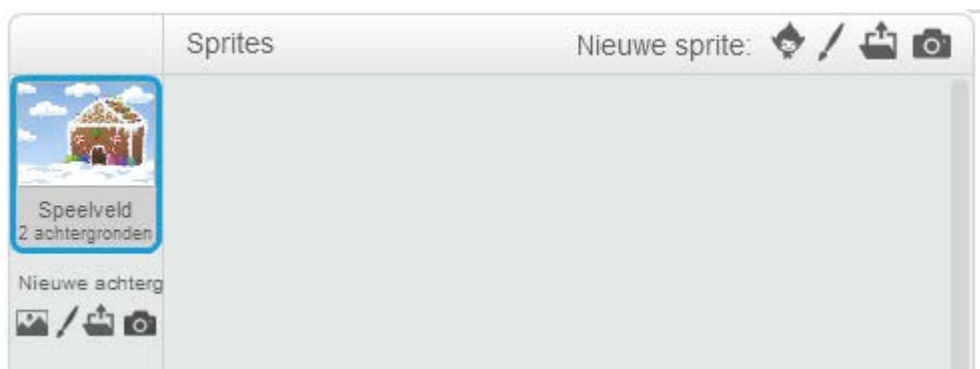 Sprites
Nieuwe sprite:
Speelveld
2 achtergronden
Nieuwe achterg